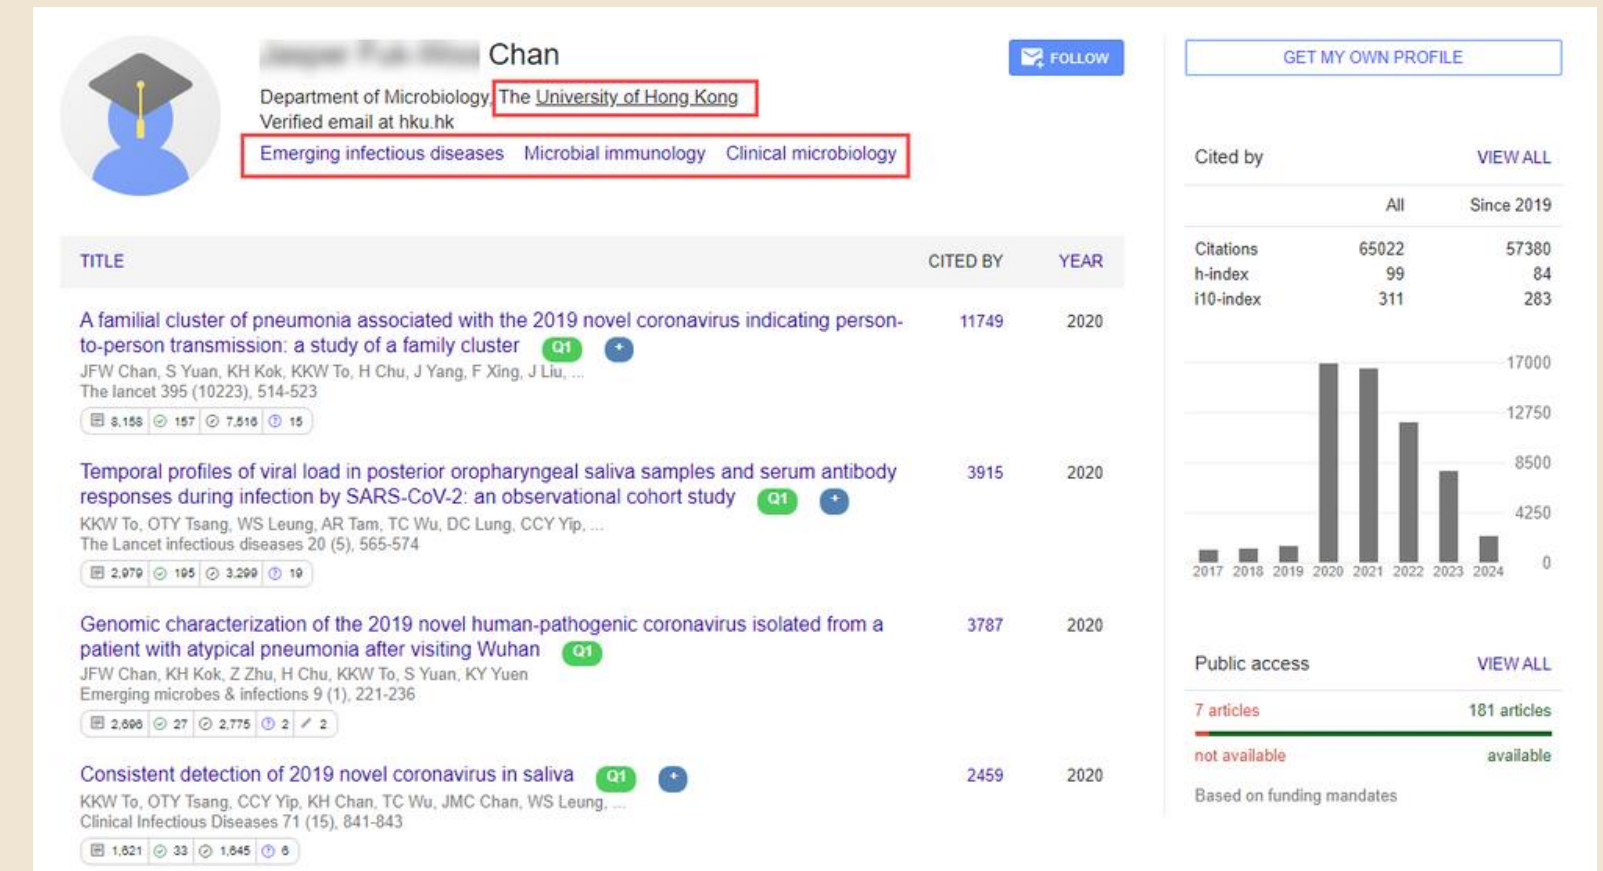 Chan
FOLLOW
Department of Microbiology, The University of Hong Kong
Verified email at hku.hk
Emerging infectious diseases Microbial immunology Clinical microbiology
TITLE CITED BY YEAR
A familial cluster of pneumonia associated with the 2019 novel coronavirus indicating person- 11749 2020
to-person transmission: a study of a family cluster Q1 +
JFW Chan, S Yuan, KH Kok, KKW To, H Chu, J Yang, F Xing, J Liu, ...
The lancet 395 (10223), 514-523
8,158 157 7,516 15
Temporal profiles of viral load in posterior oropharyngeal saliva samples and serum antibody 3915 2020
responses during infection by SARS-CoV-2: an observational cohort study Q1 +
KKW To, OTY Tsang, WS Leung, AR Tam, TC Wu, DC Lung, CCY Yip, ...
The Lancet infectious diseases 20 (5), 565-574
2,979 195 3,299 19
Genomic characterization of the 2019 novel human-pathogenic coronavirus isolated from a 3787 2020
patient with atypical pneumonia after visiting Wuhan Q1
JFW Chan, KH Kok, Z Zhu, H Chu, KKW To, S Yuan, KY Yuen
Emerging microbes & infections 9 (1), 221-236
2,696 27 2,775 2 2
Consistent detection of 2019 novel coronavirus in saliva Q1 + 2459 2020
KKW To, OTY Tsang, CCY Yip, KH Chan, TC Wu, JMC Chan, WS Leung, ...
Clinical Infectious Diseases 71 (15), 841-843
1,621 33 1,645 6
GET MY OWN PROFILE
Cited by VIEW ALL
All Since 2019
Citations 65022 57380
h-index 99 84
i10-index 311 283
17000
12750
8500
4250
0
2017 2018 2019 2020 2021 2022 2023 2024
Public access VIEW ALL
7 articles 181 articles
not available available
Based on funding mandates